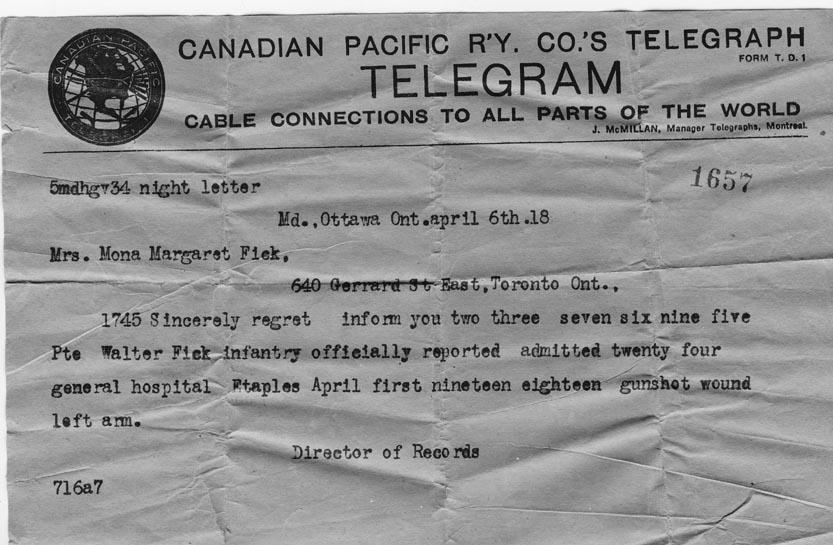 CANADIAN PACIFIC TELEGRAPH
CANADIAN PACIFIC R'Y. CO.'S TELEGRAPH
FORM T. D. 1
TELEGRAM
CABLE CONNECTIONS TO ALL PARTS OF THE WORLD
J. McMILLAN, Manager Telegraphs, Montreal.
5mdhgv34 night letter
1657
Md.,Ottawa Ont.april 6th.18
Mrs. Mona Margaret Fick,
640 Gerrard St East,Toronto Ont.,
1745 Sincerely regret inform you two three seven six nine five
Pte Walter Fick infantry officially reported admitted twenty four
general hospital Etaples April first nineteen eighteen gunshot wound
left arm.
Director of Records
716a7